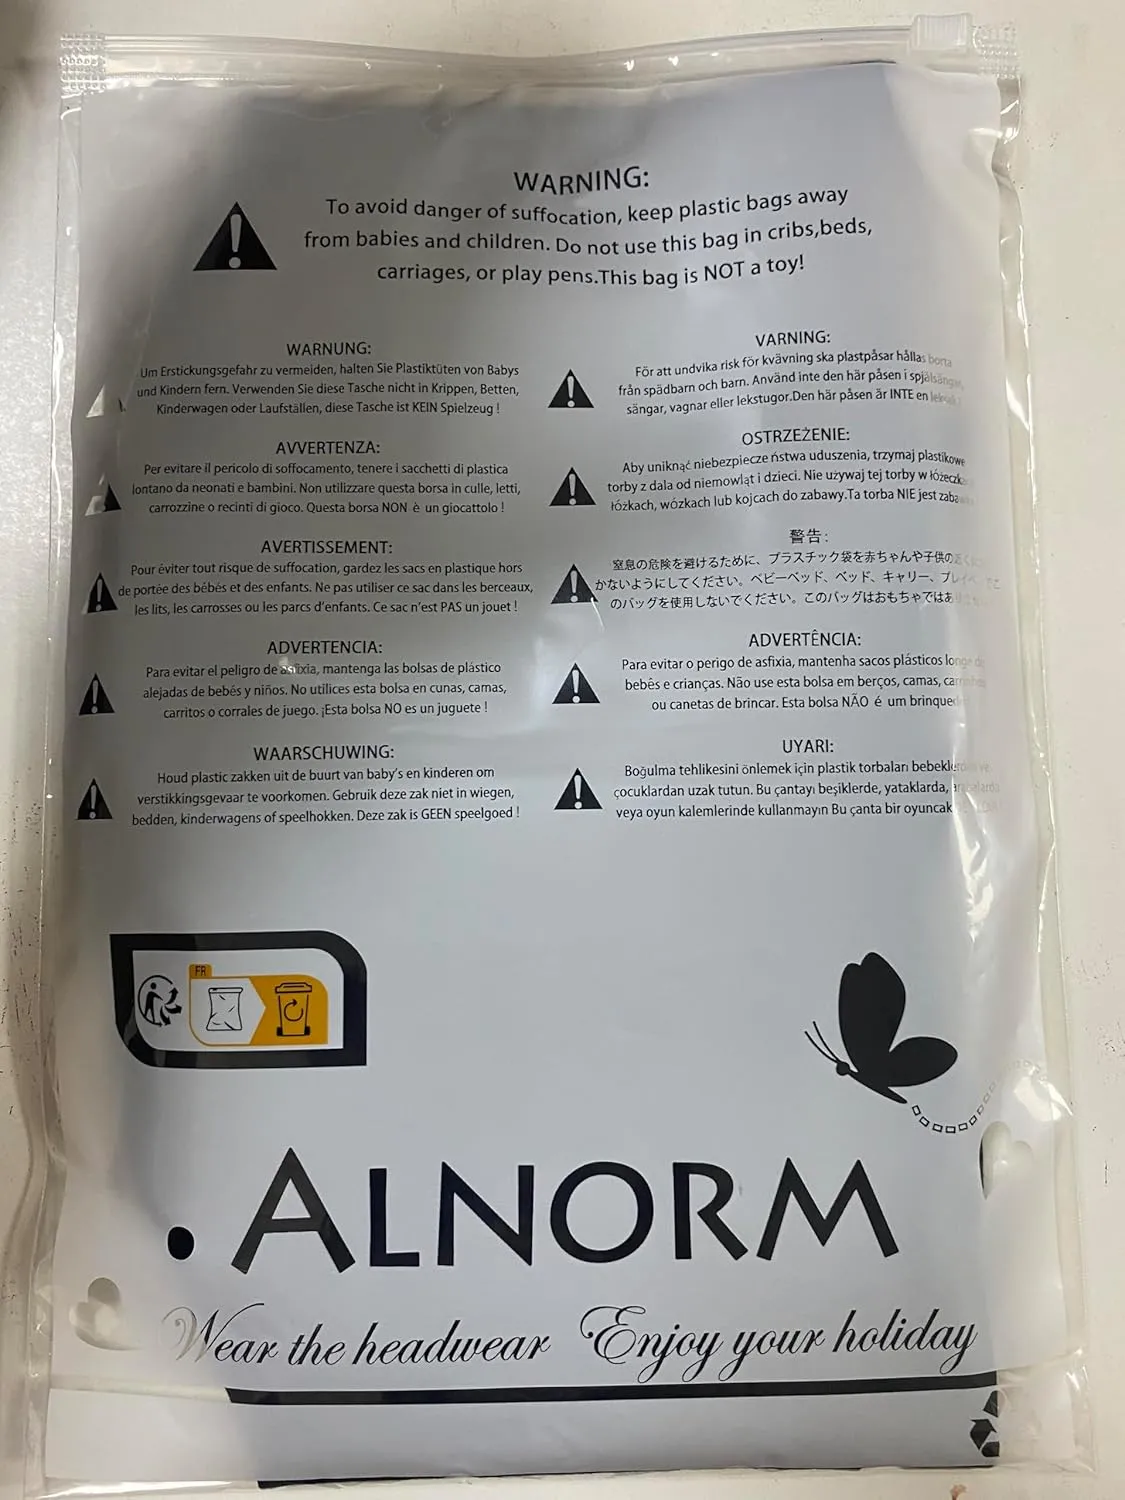 WARNING:
To avoid danger of suffocation, keep plastic bags away
from babies and children. Do not use this bag in cribs,beds,
carriages, or play pens.This bag is NOT a toy!
WARNUNG:
Um Erstickungsgefahr zu vermeiden, halten Sie Plastiktüten von Babys
und Kindern fern. Verwenden Sie diese Tasche nicht in Krippen, Betten,
Kinderwagen oder Laufställen, diese Tasche ist KEIN Spielzeug !
AVVERTENZA:
Per evitare il pericolo di soffocamento, tenere i sacchetti di plastica
lontano da neonati e bambini. Non utilizzare questa borsa in culle, letti,
carrozzine o recinti di gioco. Questa borsa NON è un giocattolo !
AVERTISSEMENT:
Pour éviter tout risque de suffocation, gardez les sacs en plastique hors
de portée des bébés et des enfants. Ne pas utiliser ce sac dans les berceaux,
les lits, les carrosses ou les parcs d'enfants. Ce sac n'est PAS un jouet !
ADVERTENCIA:
Para evitar el peligro de asfixia, mantenga las bolsas de plástico
alejadas de bebés y niños. No utilices esta bolsa en cunas, camas,
carritos o corrales de juego. ¡Esta bolsa NO es un juguete !
WAARSCHUWING:
Houd plastic zakken uit de buurt van baby's en kinderen om
verstikkingsgevaar te voorkomen. Gebruik deze zak niet in wiegen,
bedden, kinderwagens of speelhokken. Deze zak is GEEN speelgoed !
VARNING:
För att undvika risk för kvävning ska plastpåsar hållas borta
från spädbarn och barn. Använd inte den här påsen i spjälsängar,
sängar, vagnar eller lekstugor.Den här påsen är INTE en
OSTRZEŻENIE:
Aby uniknąć niebezpiecze ństwa uduszenia, trzymaj plastikowe
torby z dala od niemowląt i dzieci. Nie używaj tej torby w
łóżkach, wózkach lub kojcach do zabawy.Ta torba NIE jest
警告:
窒息の危険を避けるために、プラスチック袋を赤ちゃんや子供の近くに
かないようにしてください。ベビーベッド、ベッド、キャリー、
のバッグを使用しないでください。このバッグはおもちゃではあ
ADVERTÊNCIA:
Para evitar o perigo de asfixia, mantenha sacos plásticos longe de
bebês e crianças. Não use esta bolsa em berços, camas, carrinhos
ou canetas de brincar. Esta bolsa NÃO é um
UYARI:
Boğulma tehlikesini önlemek için plastik torbaları bebeklerden ve
çocuklardan uzak tutun. Bu çantayı beşiklerde, yataklarda, arabalarda
veya oyun kalemlerinde kullanmayın Bu çanta bir oyuncak
FR
ALNORM
Wear the headwear Enjoy your holiday